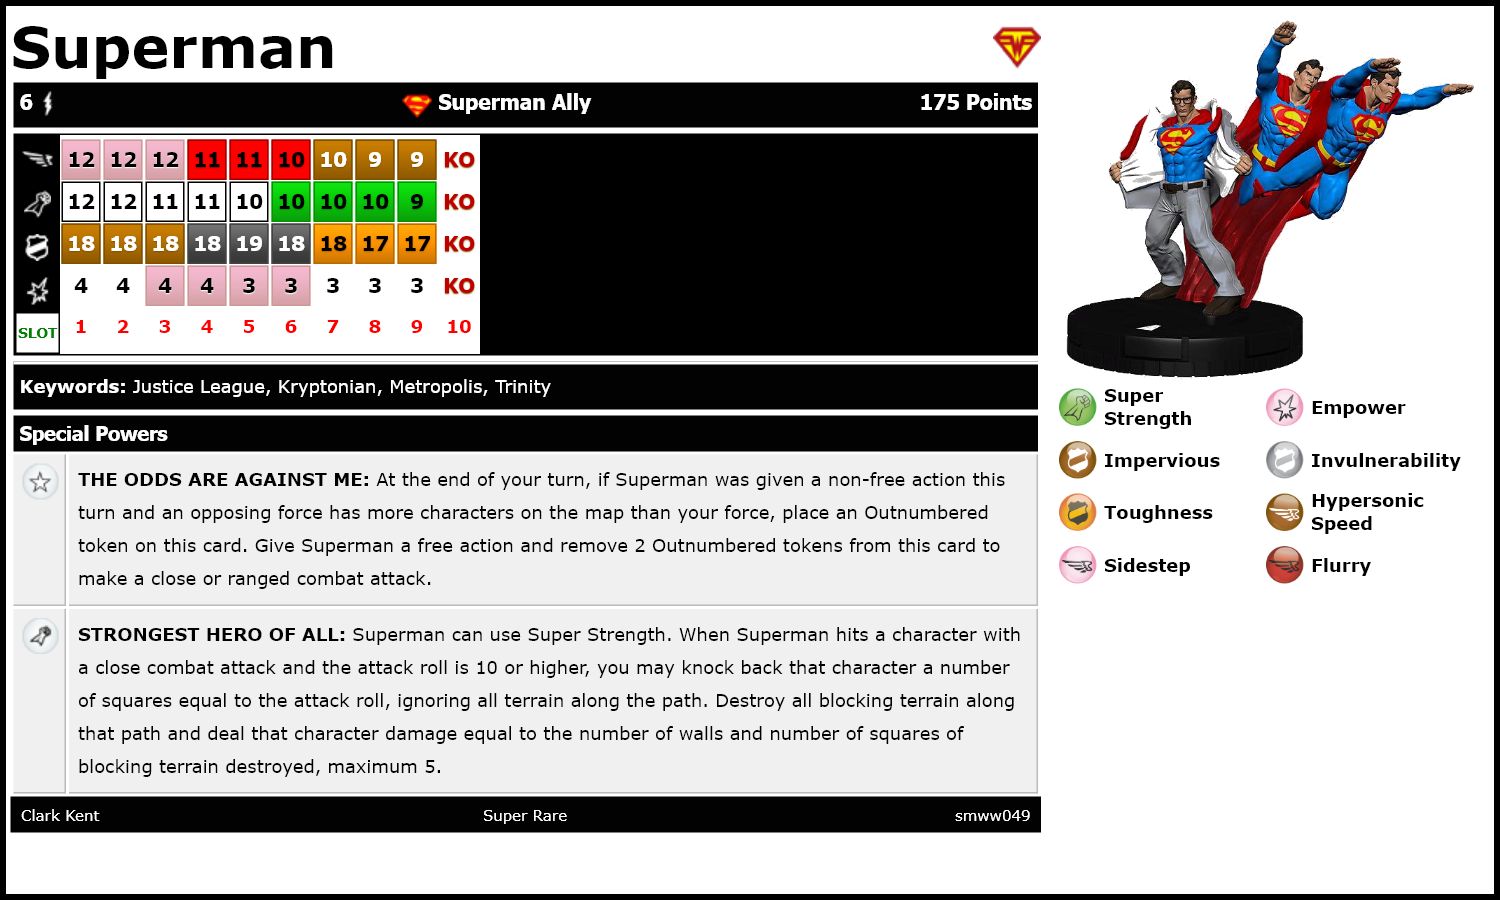 Superman
6 Superman Ally 175 Points
12 12 12 11 11 10 10 9 9 KO
12 12 11 11 10 10 10 10 9 KO
18 18 18 18 19 18 18 17 17 KO
4 4 4 4 3 3 3 3 3 KO
SLOT 1 2 3 4 5 6 7 8 9 10
Keywords: Justice League, Kryptonian, Metropolis, Trinity
Special Powers
THE ODDS ARE AGAINST ME: At the end of your turn, if Superman was given a non-free action this
turn and an opposing force has more characters on the map than your force, place an Outnumbered
token on this card. Give Superman a free action and remove 2 Outnumbered tokens from this card to
make a close or ranged combat attack.
STRONGEST HERO OF ALL: Superman can use Super Strength. When Superman hits a character with
a close combat attack and the attack roll is 10 or higher, you may knock back that character a number
of squares equal to the attack roll, ignoring all terrain along the path. Destroy all blocking terrain along
that path and deal that character damage equal to the number of walls and number of squares of
blocking terrain destroyed, maximum 5.
Clark Kent Super Rare smww049
Super
Strength
Empower
Impervious
Invulnerability
Toughness
Hypersonic
Speed
Sidestep
Flurry